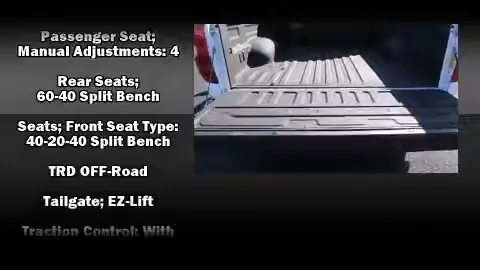 Passenger Seat;
Manual Adjustments: 4
Rear Seats;
60-40 Split Bench
Seats; Front Seat Type:
40-20-40 Split Bench
TRD OFF-Road
Tailgate; EZ-Lift
Traction Control: With